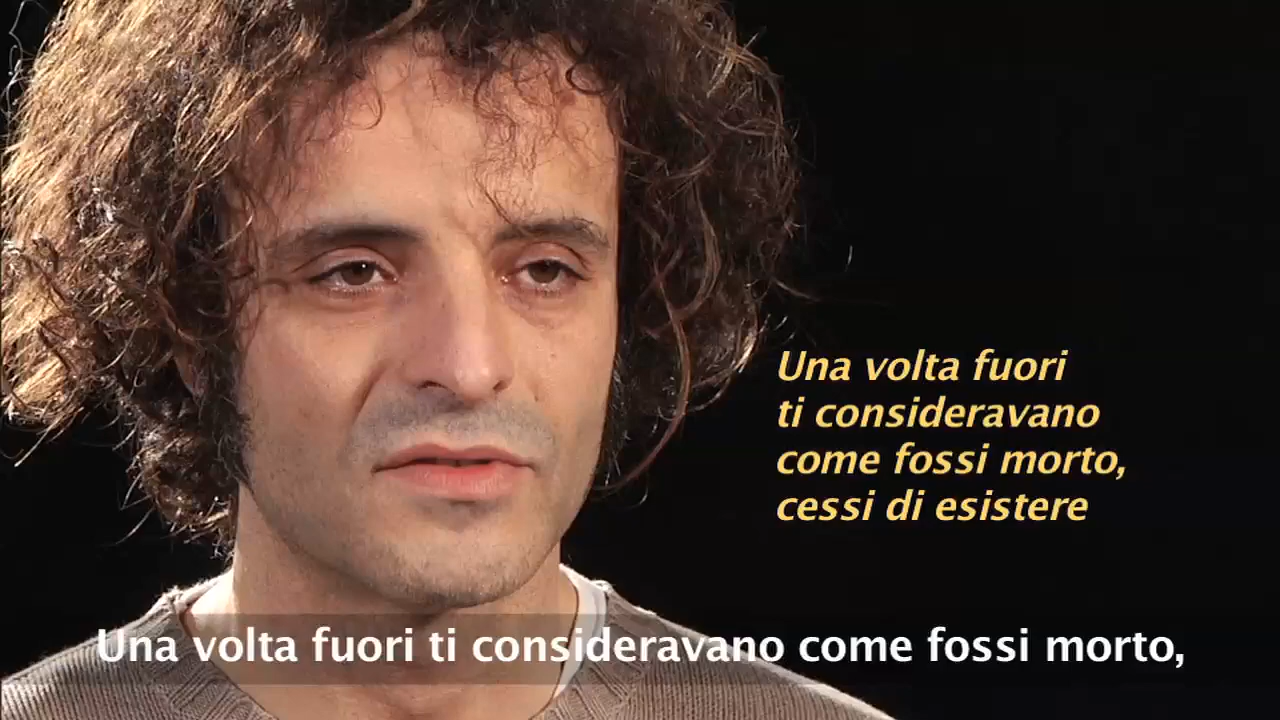 Una volta fuori
ti consideravano
come fossi morto,
cessi di esistere
Una volta fuori ti consideravano come fossi morto,